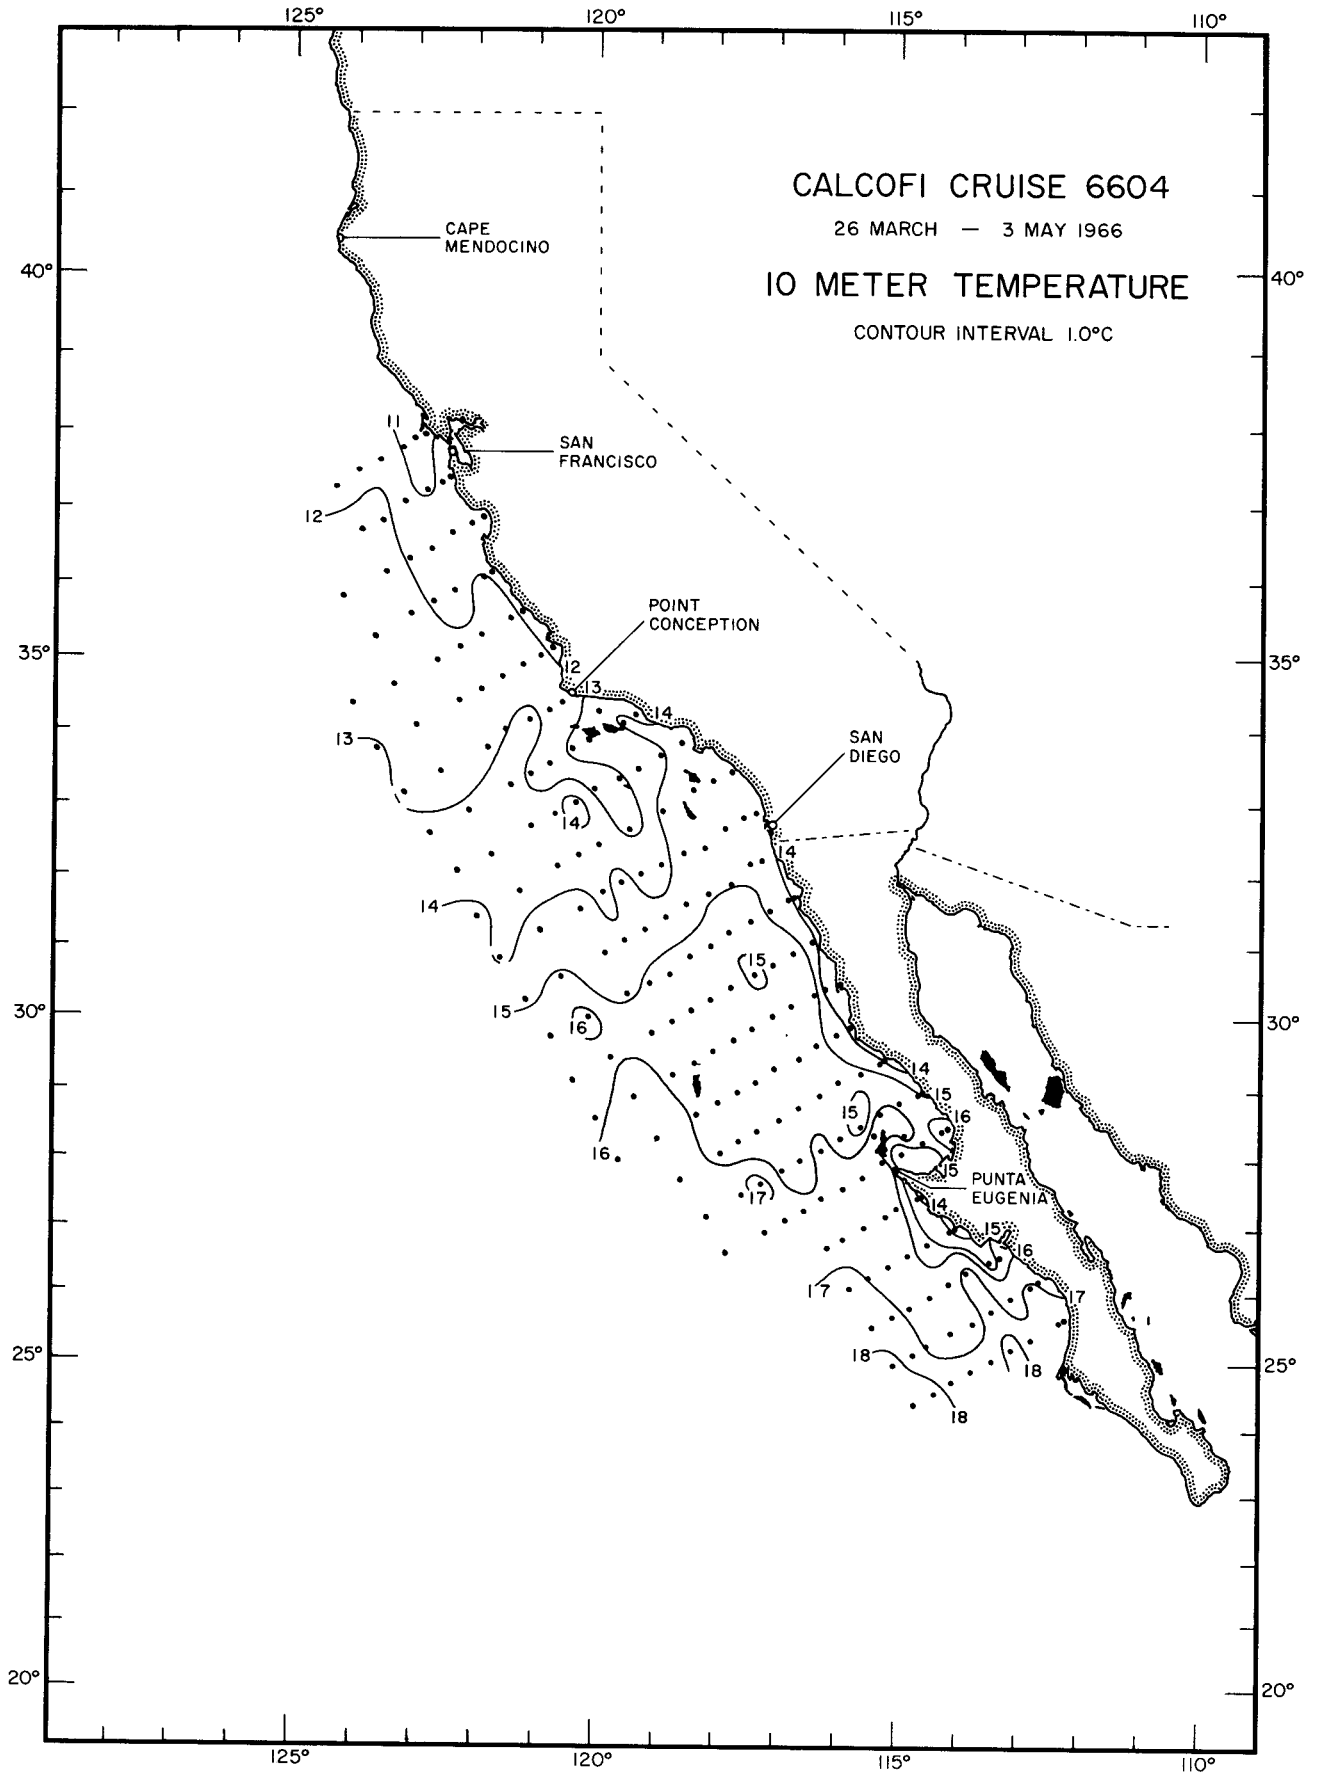 125° 120° 115° 110°
CALCOFI CRUISE 6604
26 MARCH — 3 MAY 1966
10 METER TEMPERATURE
CONTOUR INTERVAL 1.0°C
CAPE
MENDOCINO
40° 40°
11
SAN
FRANCISCO
12
POINT
CONCEPTION
35° 35°
12
13
14
13
SAN
DIEGO
14
14
14
15
15
30° 30°
16
14
15
15
16
16
15
17
PUNTA
EUGENIA
14
15
16
17
17
18
18
25° 25°
18
20° 20°
125° 120° 115° 110°